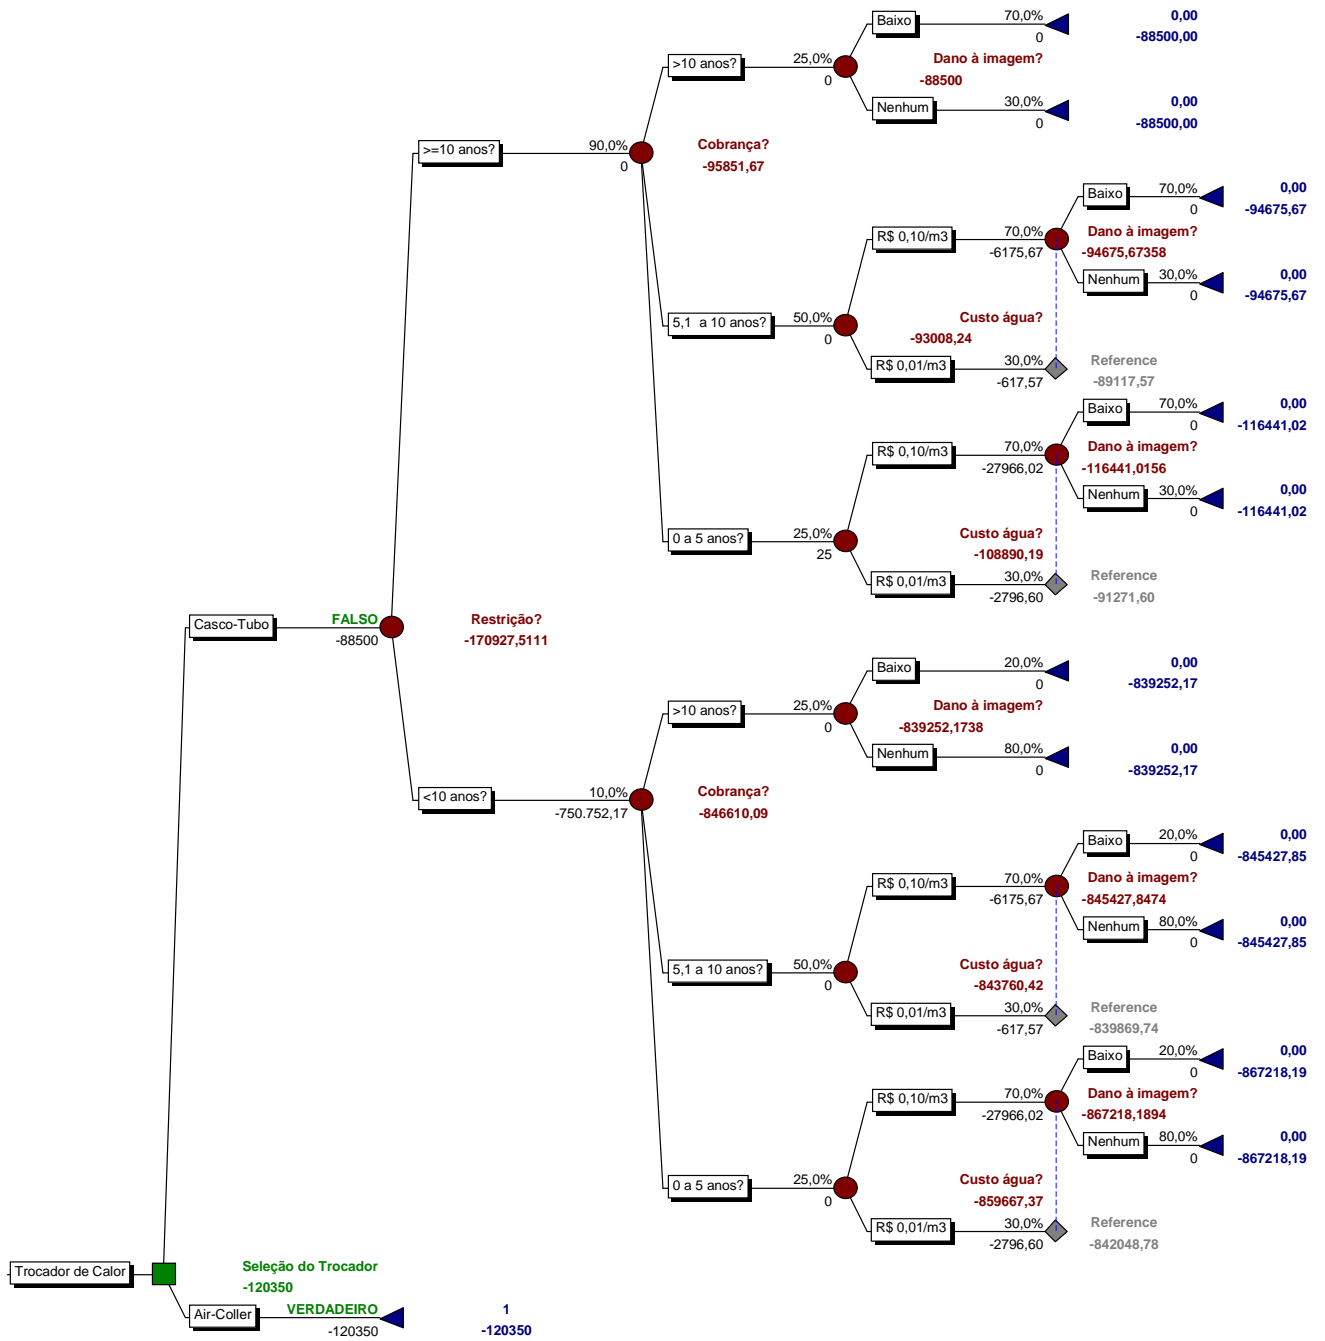 Baixo 70,0% 0,00
0 -88500,00
>10 anos? 25,0% Dano à imagem?
0 -88500
Nenhum 30,0% 0,00
0 -88500,00
>=10 anos? 90,0% Cobrança?
0 -95851,67
Baixo 70,0% 0,00
0 -94675,67
R$ 0,10/m3 70,0% Dano à imagem?
-6175,67 -94675,67358
Nenhum 30,0% 0,00
0 -94675,67
5,1 a 10 anos? 50,0% Custo água?
0 -93008,24
R$ 0,01/m3 30,0% Reference
-617,57 -89117,57
Baixo 70,0% 0,00
0 -116441,02
R$ 0,10/m3 70,0% Dano à imagem?
-27966,02 -116441,0156
Nenhum 30,0% 0,00
0 -116441,02
0 a 5 anos? 25,0% Custo água?
25 -108890,19
R$ 0,01/m3 30,0% Reference
-2796,60 -91271,60
Casco-Tubo FALSO Restrição?
-88500 -170927,5111
Baixo 20,0% 0,00
0 -839252,17
>10 anos? 25,0% Dano à imagem?
0 -839252,1738
Nenhum 80,0% 0,00
0 -839252,17
<10 anos? 10,0% Cobrança?
-750.752,17 -846610,09
Baixo 20,0% 0,00
0 -845427,85
R$ 0,10/m3 70,0% Dano à imagem?
-6175,67 -845427,8474
Nenhum 80,0% 0,00
0 -845427,85
5,1 a 10 anos? 50,0% Custo água?
0 -843760,42
R$ 0,01/m3 30,0% Reference
-617,57 -839869,74
Baixo 20,0% 0,00
0 -867218,19
R$ 0,10/m3 70,0% Dano à imagem?
-27966,02 -867218,1894
Nenhum 80,0% 0,00
0 -867218,19
0 a 5 anos? 25,0% Custo água?
0 -859667,37
R$ 0,01/m3 30,0% Reference
-2796,60 -842048,78
Trocador de Calor Seleção do Trocador
-120350
Air-Coller VERDADEIRO 1
-120350 -120350